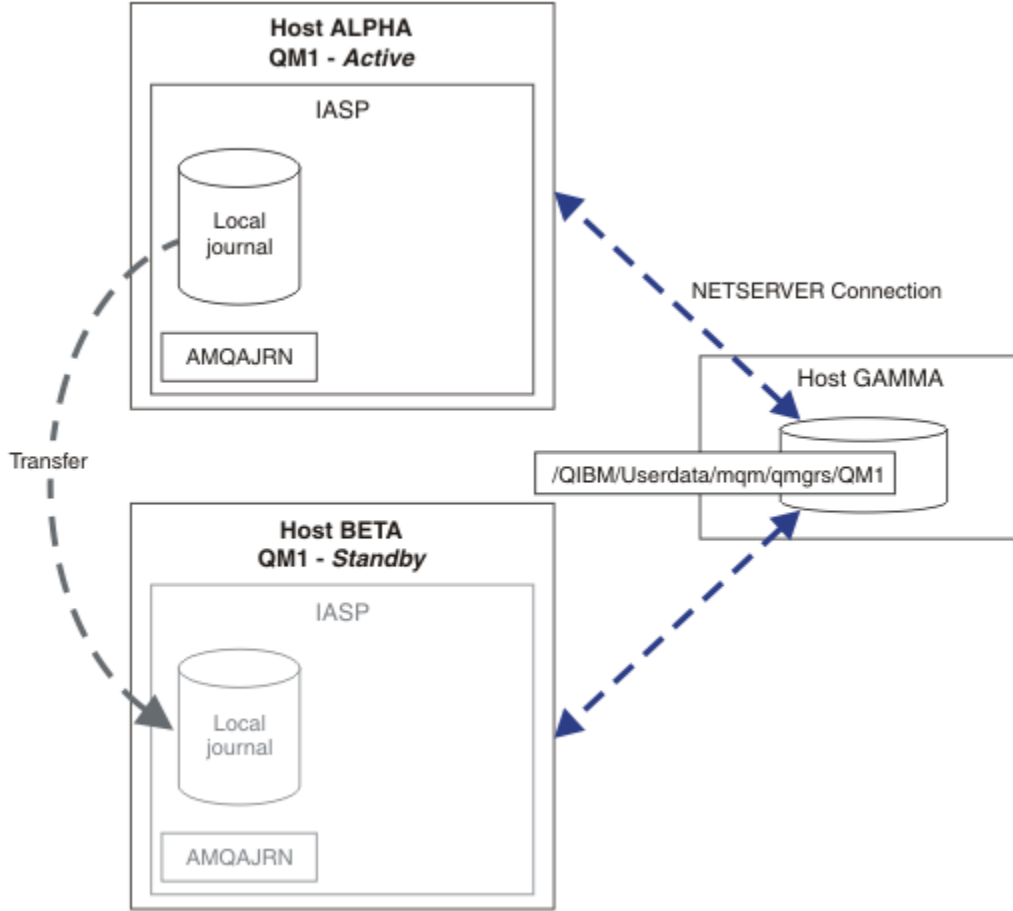 Host ALPHA
QM1 - Active
IASP
Local
journal
AMQAJRN
NETSERVER Connection
Host GAMMA
/QIBM/Userdata/mqm/qmgrs/QM1
Transfer
Host BETA
QM1 - Standby
IASP
Local
journal
AMQAJRN